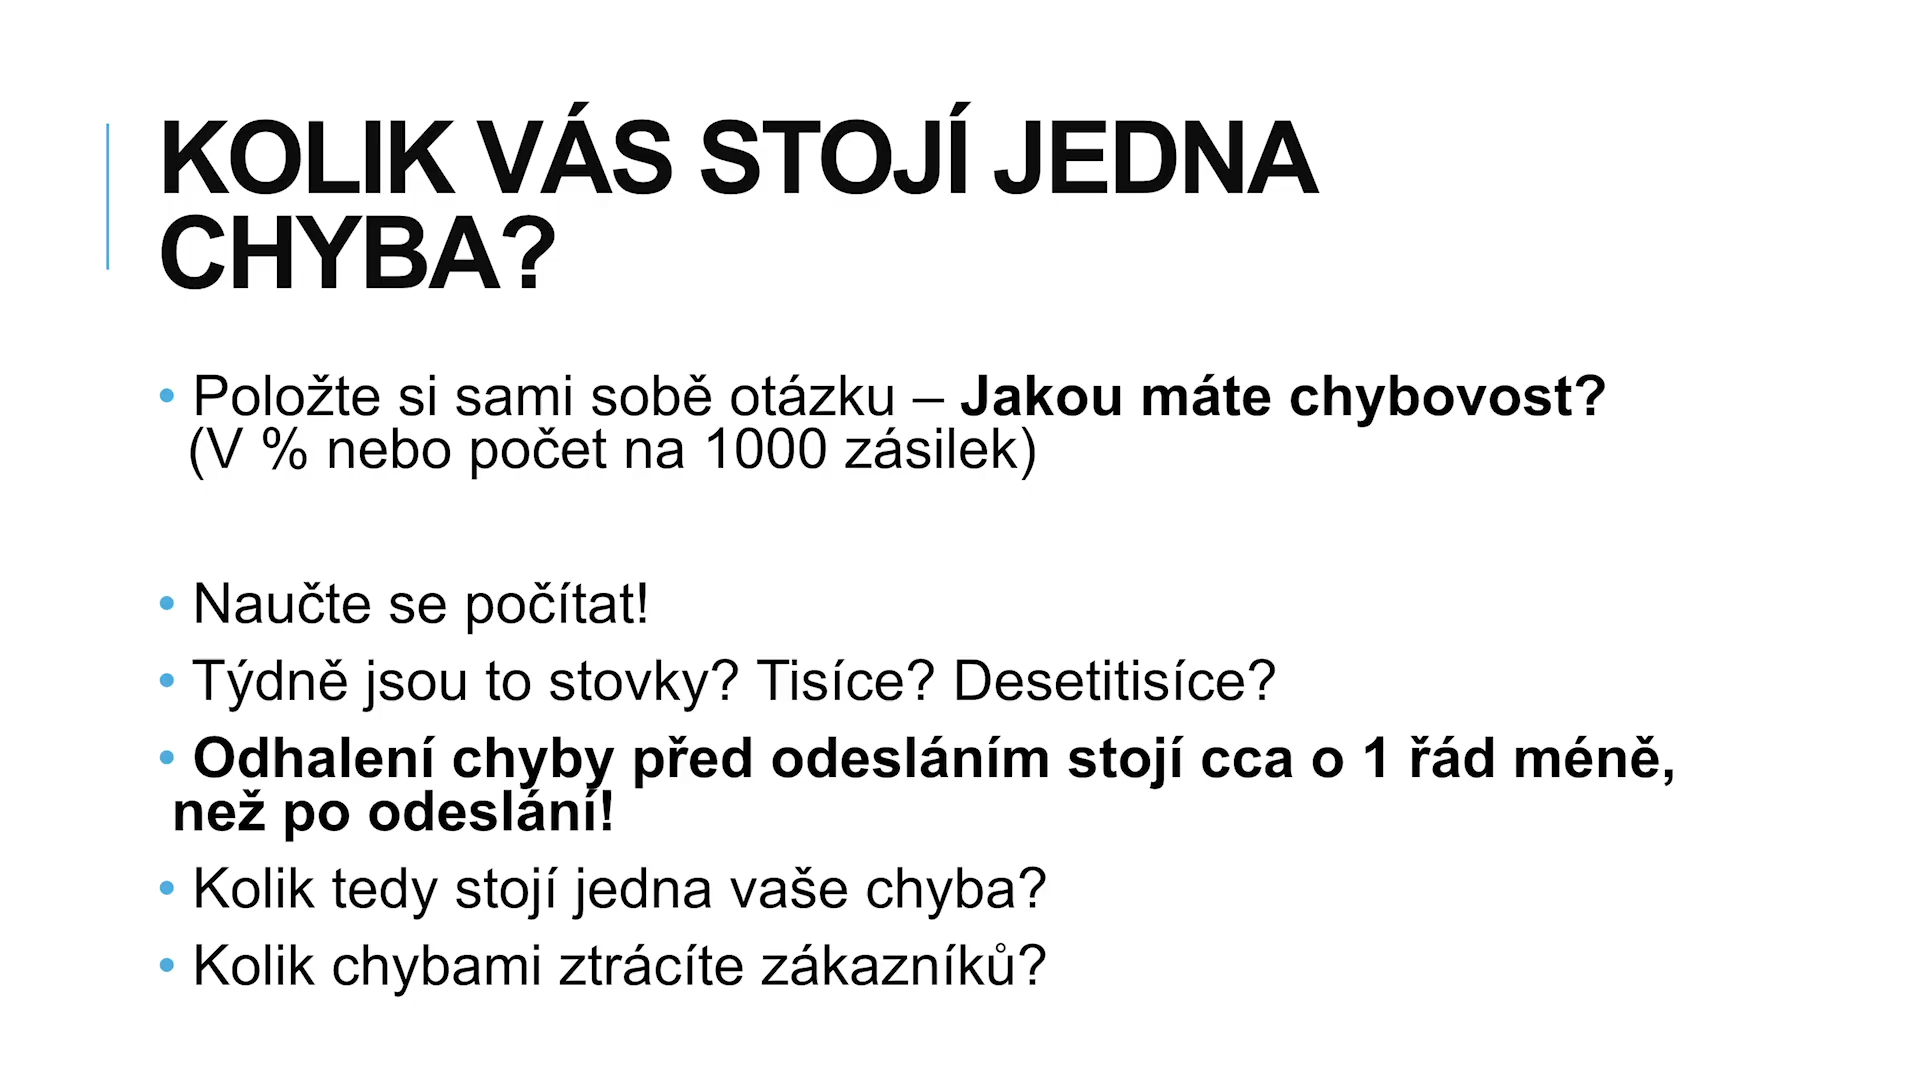 KOLIK VÁS STOJÍ JEDNA
CHYBA?
• Položte si sami sobě otázku – Jakou máte chybovost?
(V % nebo počet na 1000 zásilek)
• Naučte se počítat!
• Týdně jsou to stovky? Tisíce? Desetitisíce?
• Odhalení chyby před odesláním stojí cca o 1 řád méně,
než po odeslání!
• Kolik tedy stojí jedna vaše chyba?
• Kolik chybami ztrácíte zákazníků?